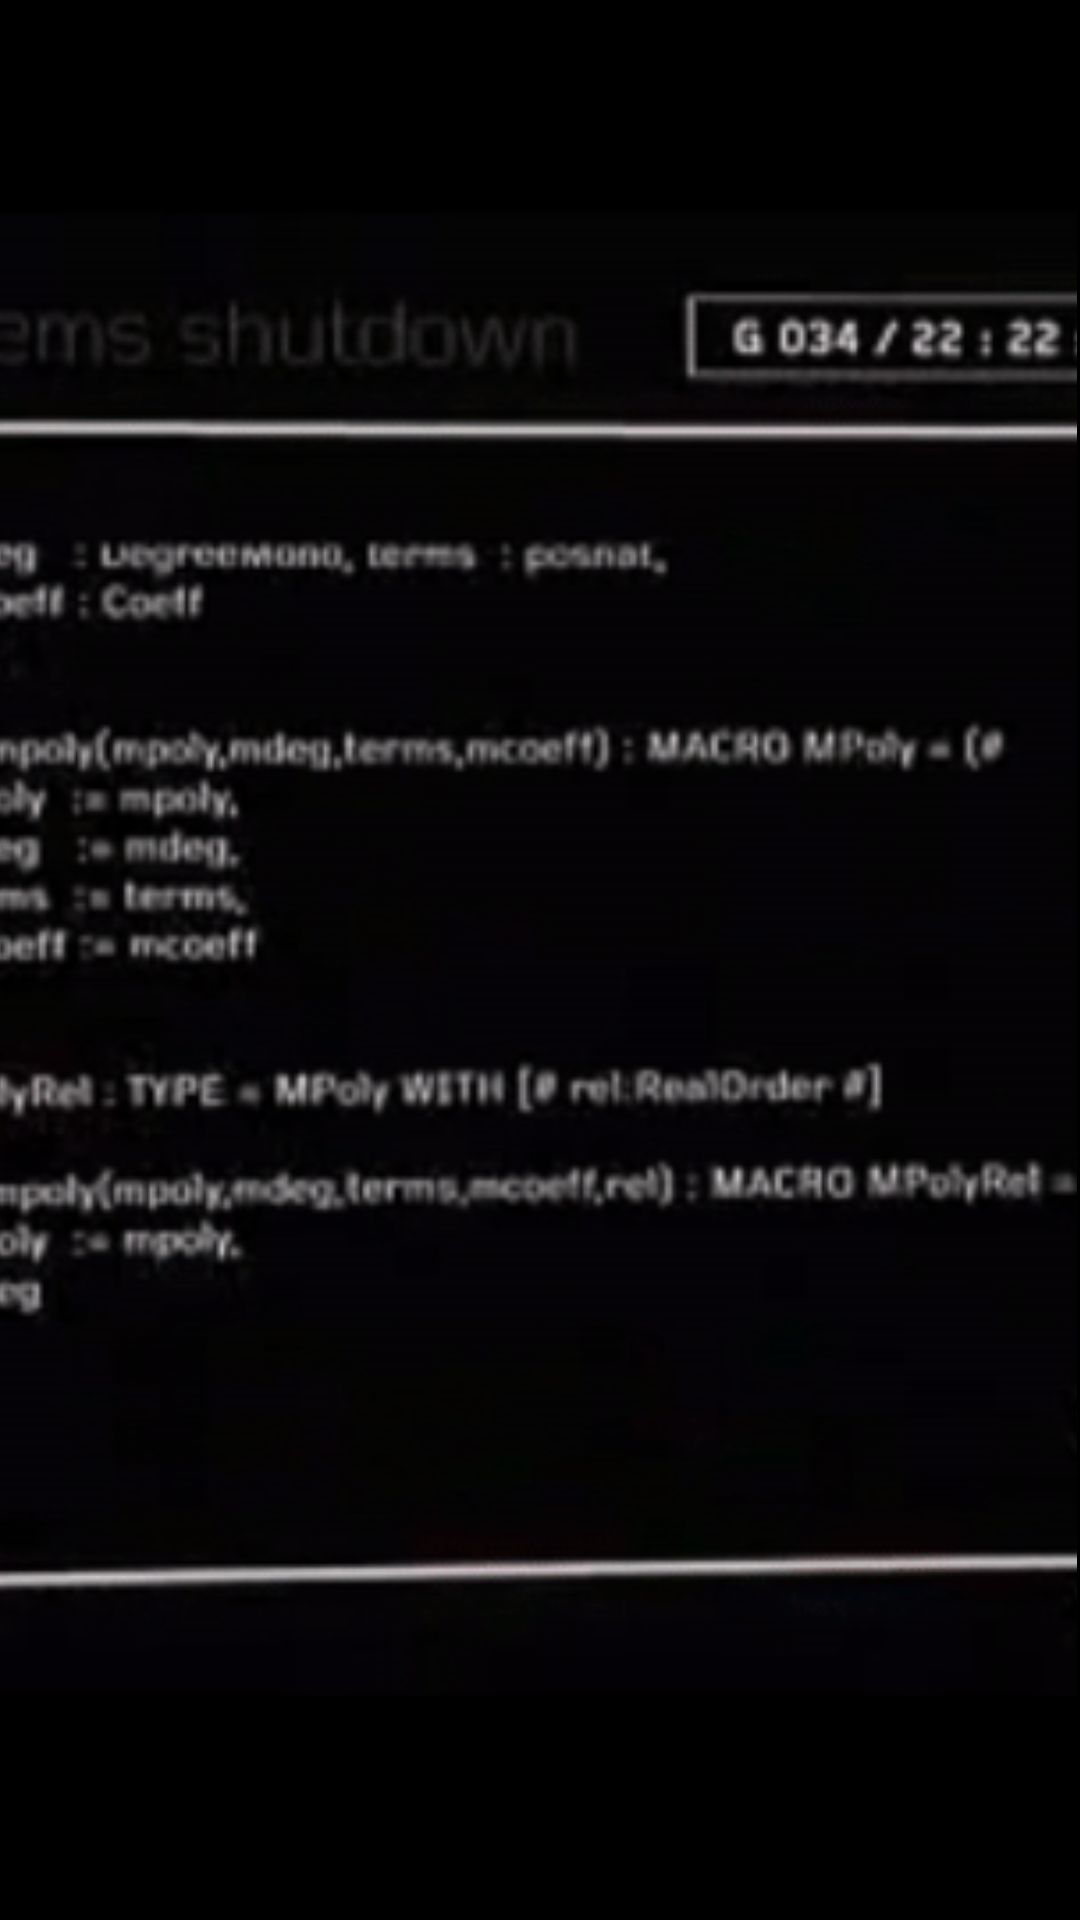 ems shutdown
G 034 / 22 : 22 :
eg : DegreeMono, terms : posnat,
oeff : Coeff
mpoly(mpoly,mdeg,terms,mcoeff) : MACRO MPoly = (#
oly := mpoly,
eg := mdeg,
ms := terms,
oeff := mcoeff
lyRel : TYPE = MPoly WITH [# rel:RealOrder #]
mpoly(mpoly,mdeg,terms,mcoeff,rel) : MACRO MPolyRel =
oly := mpoly,
eg